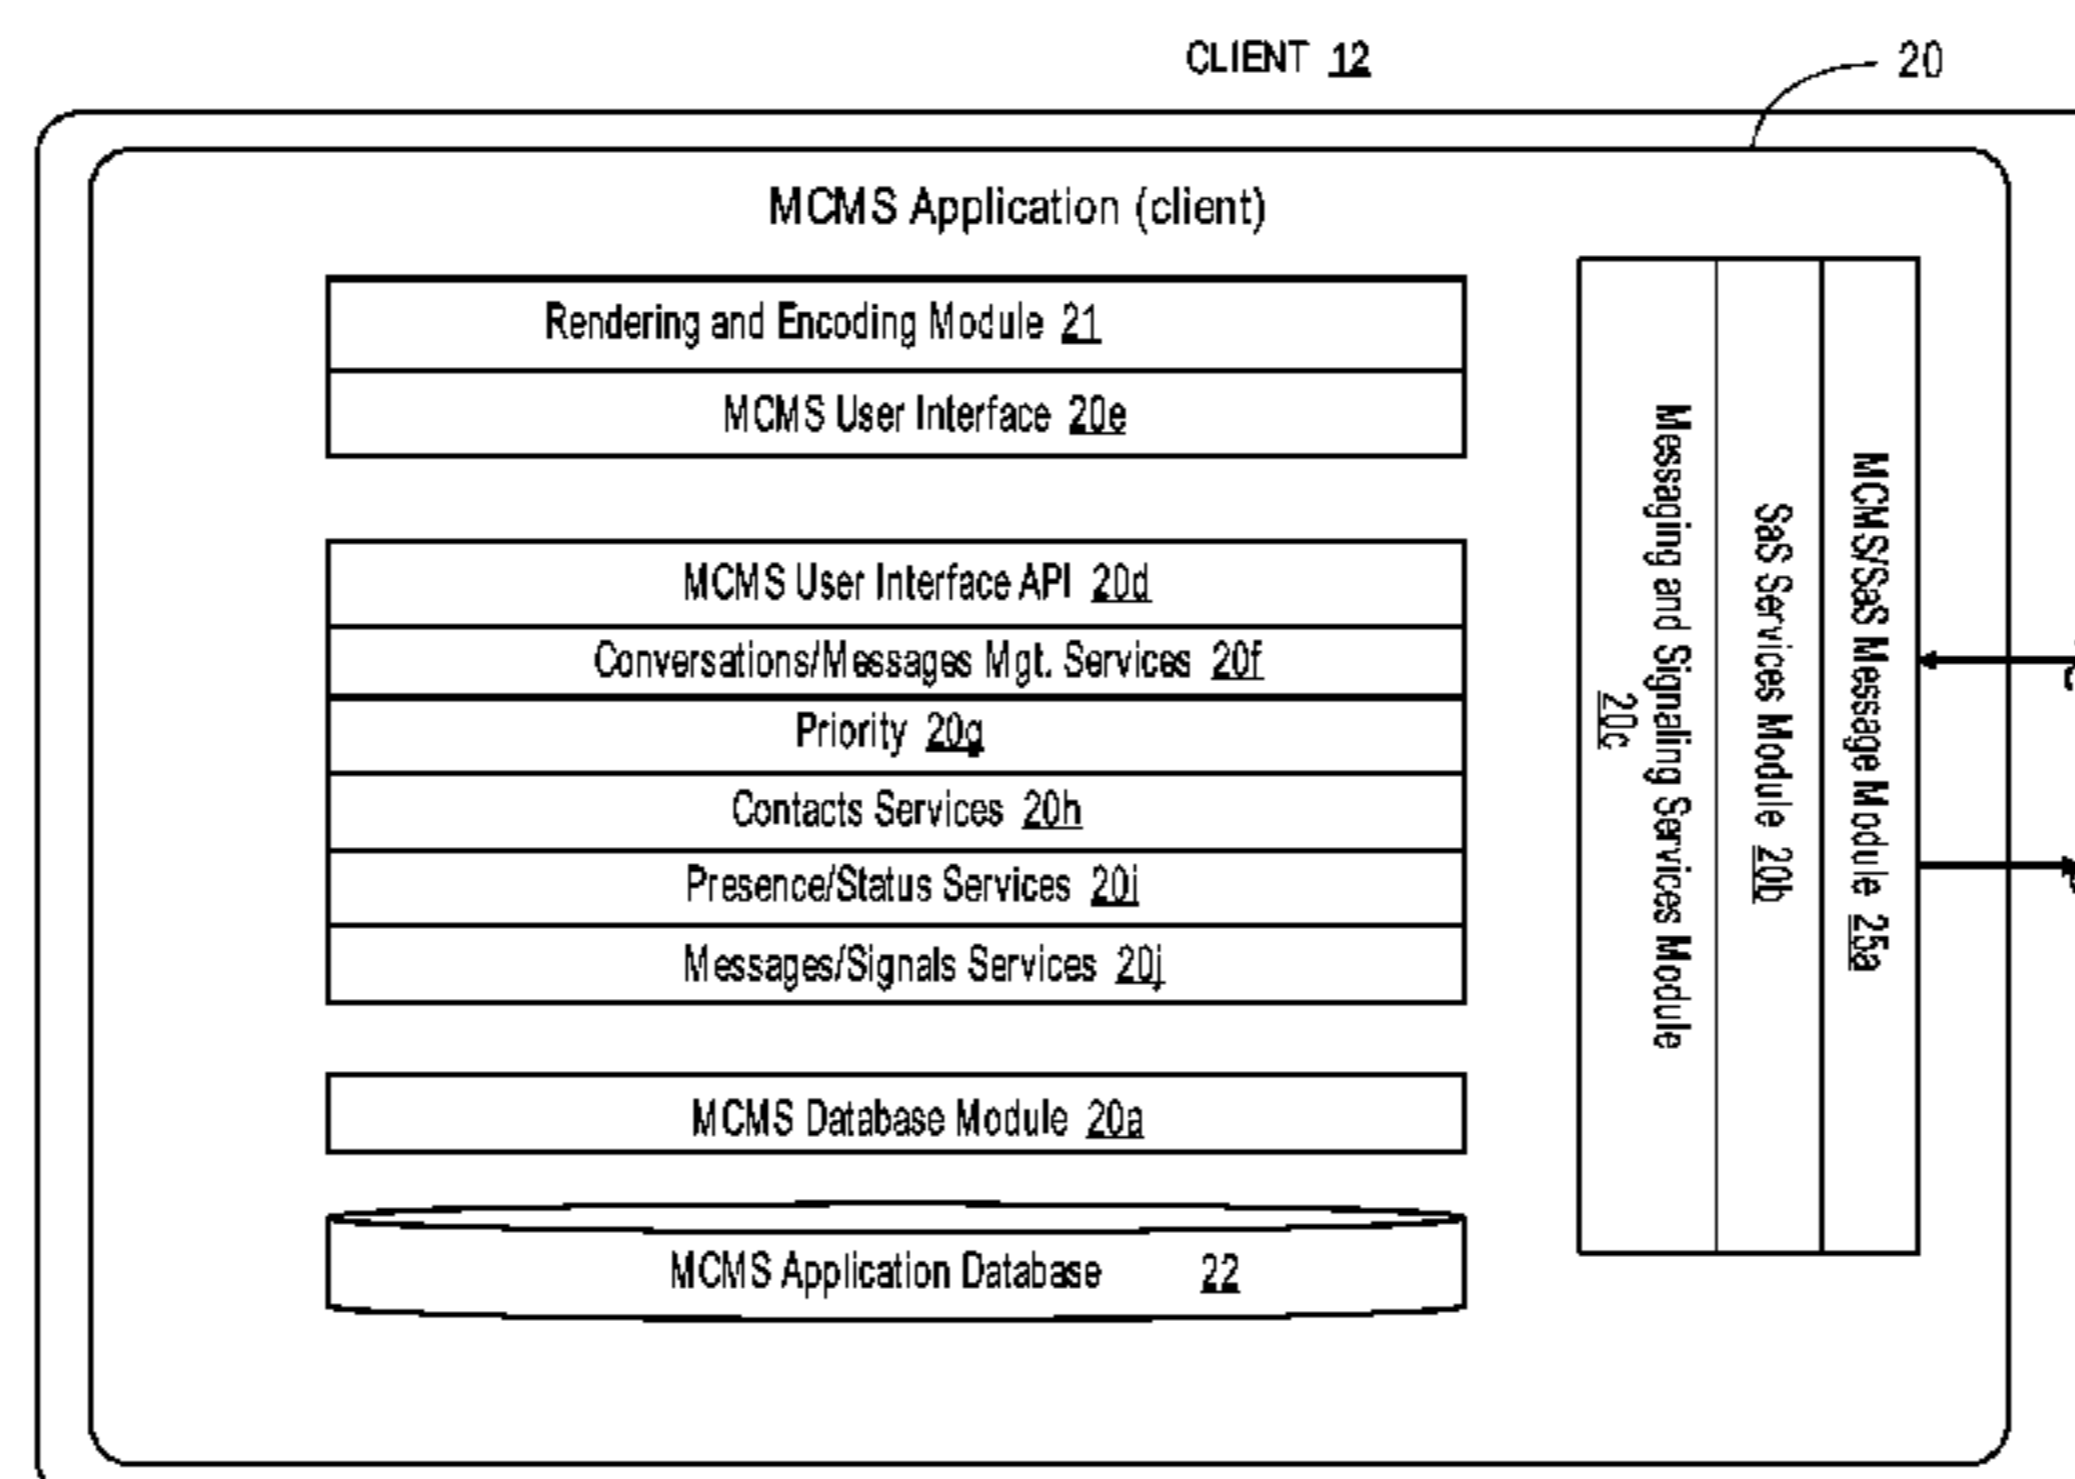 CLIENT 12
20
MCMS Application (client)
Rendering and Encoding Module 21
MCMS User Interface 20e
MCMS User Interface API 20d
Conversations/Messages Mgt. Services 20f
Priority 20g
Contacts Services 20h
Presence/Status Services 20i
Messages/Signals Services 20j
MCMS Database Module 20a
MCMS Application Database 22
MCMS/SaS Message Module 25a
SaS Services Module 20b
Messaging and Signaling Services Module
20c